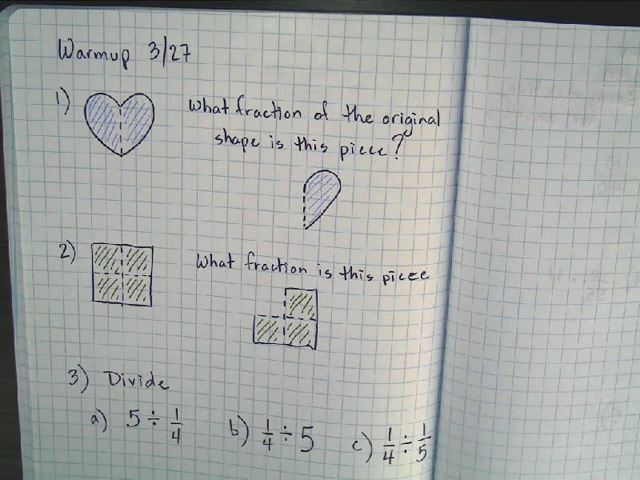 Warmup 3/27
1) What fraction of the original
shape is this piece?
2) What fraction is this piece
3) Divide
a) 5 ÷ 1/4
b) 1/4 ÷ 5
c) 1/4 ÷ 1/5